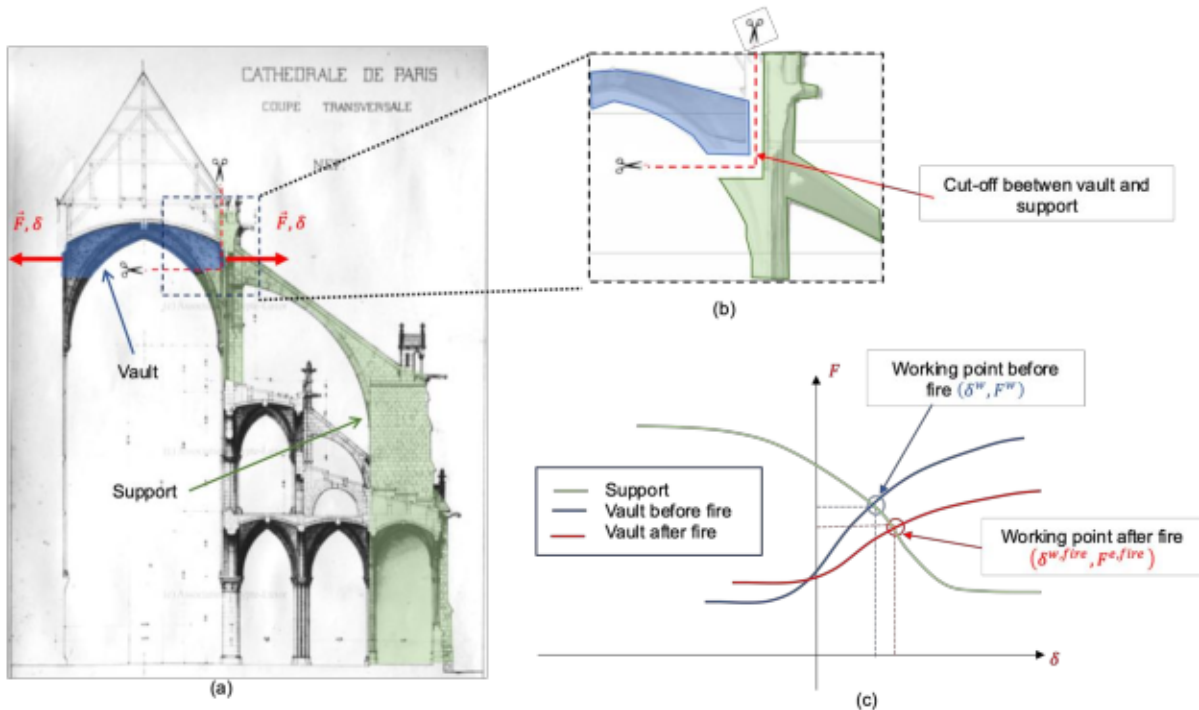 CATHEDRALE DE PARIS
COUPE TRANSVERSALE
NEF
F⃗, δ
F⃗, δ
Vault
Support
(a)
Cut-off beetwen vault and
support
(b)
F
Working point before
fire (δ^w, F^w)
Support
Vault before fire
Vault after fire
Working point after fire
(δ^{w,fire}, F^{e,fire})
δ
(c)